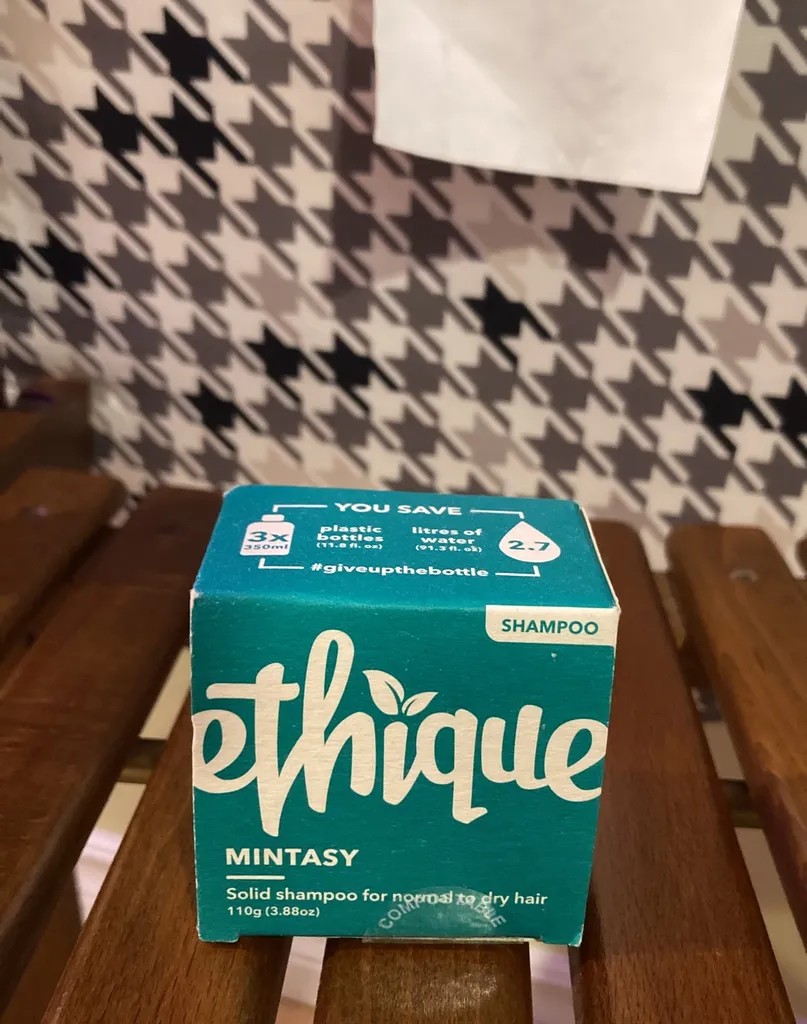 YOU SAVE
3x
350ml
plastic
bottles
(11.8 fl. oz)
litres of
water
(91.3 fl. oz)
2.7
#giveupthebottle
SHAMPOO
ethique
MINTASY
Solid shampoo for normal to dry hair
110g (3.88oz)
COMPOSTABLE